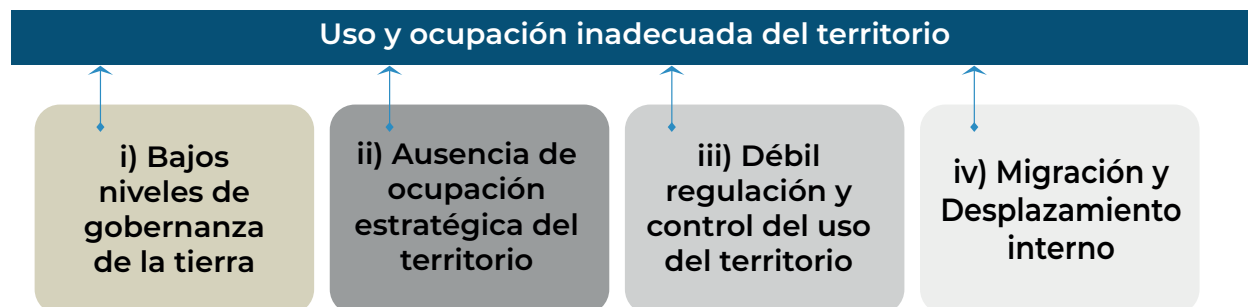 Uso y ocupación inadecuada del territorio
i) Bajos
niveles de
gobernanza
de la tierra
ii) Ausencia de
ocupación
estratégica del
territorio
iii) Débil
regulación y
control del uso
del territorio
iv) Migración y
Desplazamiento
interno